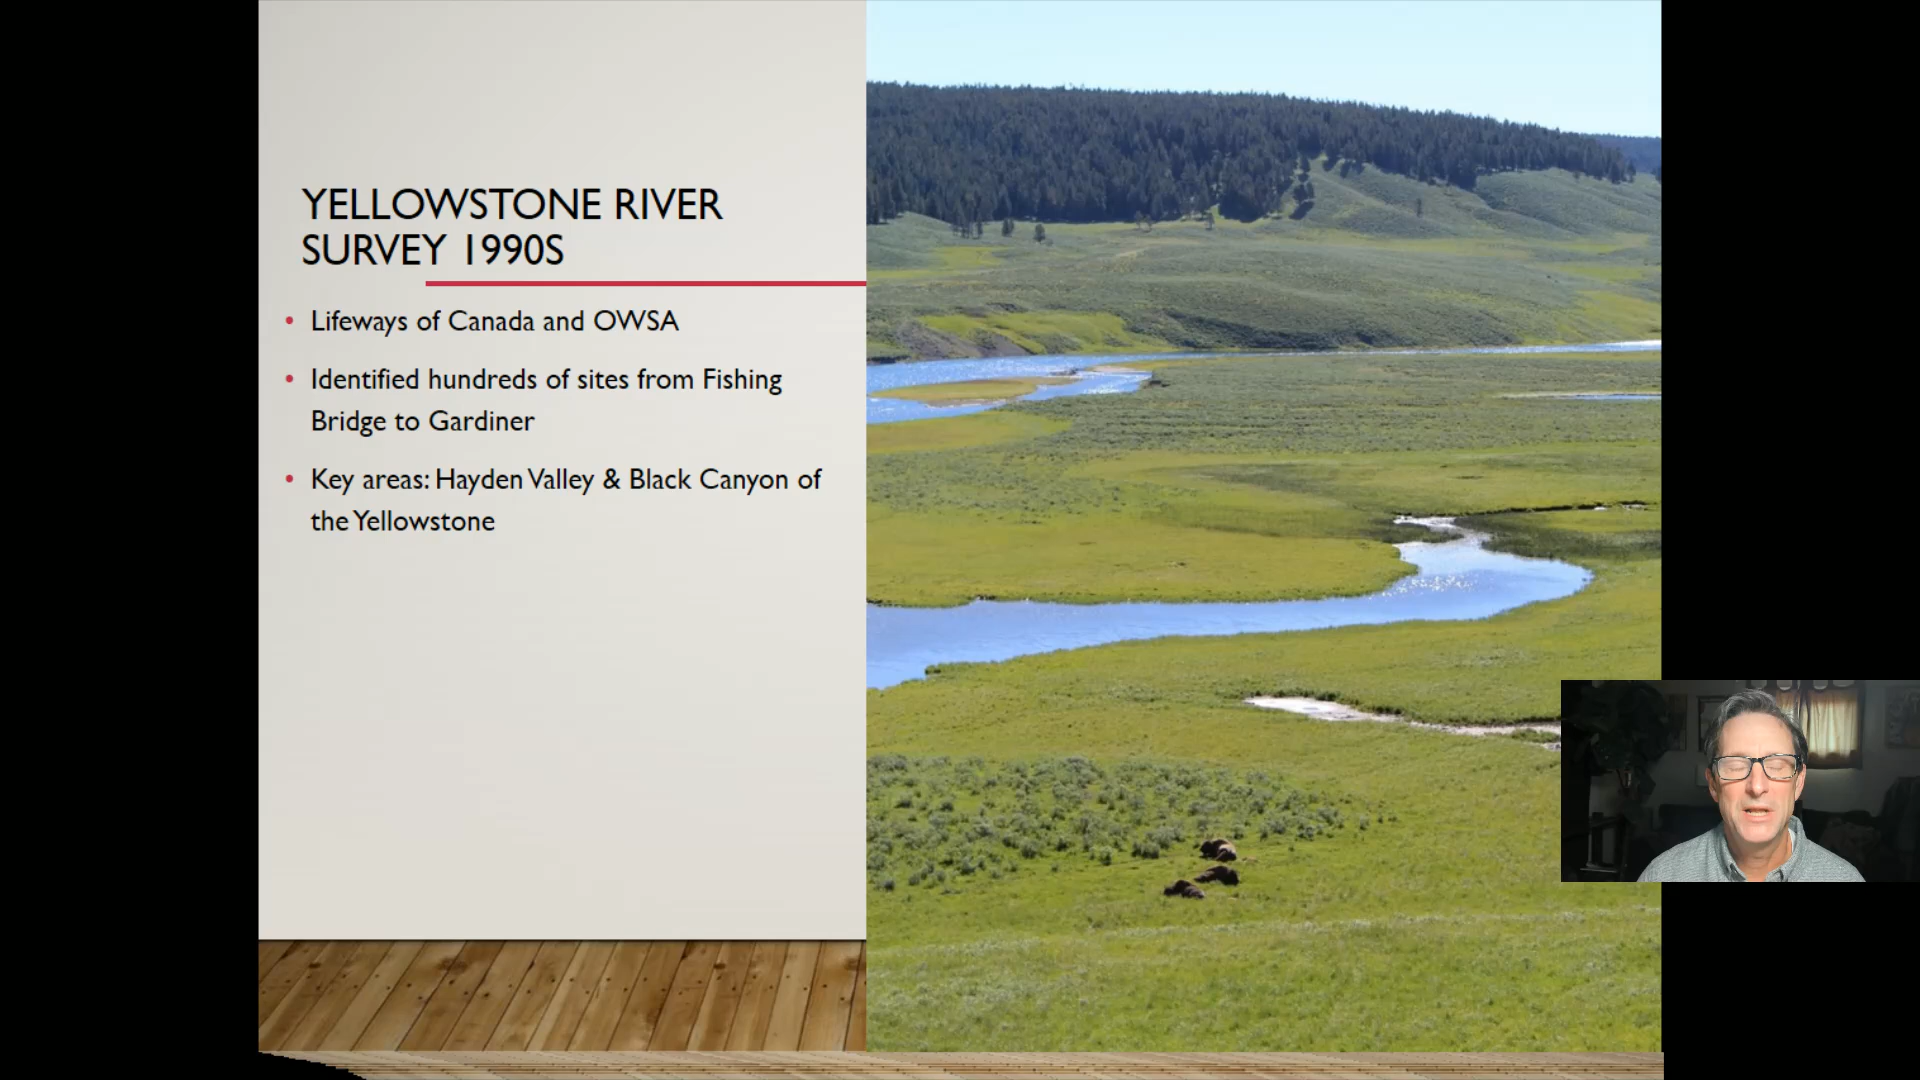 YELLOWSTONE RIVER
SURVEY 1990S
• Lifeways of Canada and OWSA
• Identified hundreds of sites from Fishing
Bridge to Gardiner
• Key areas: Hayden Valley & Black Canyon of
the Yellowstone